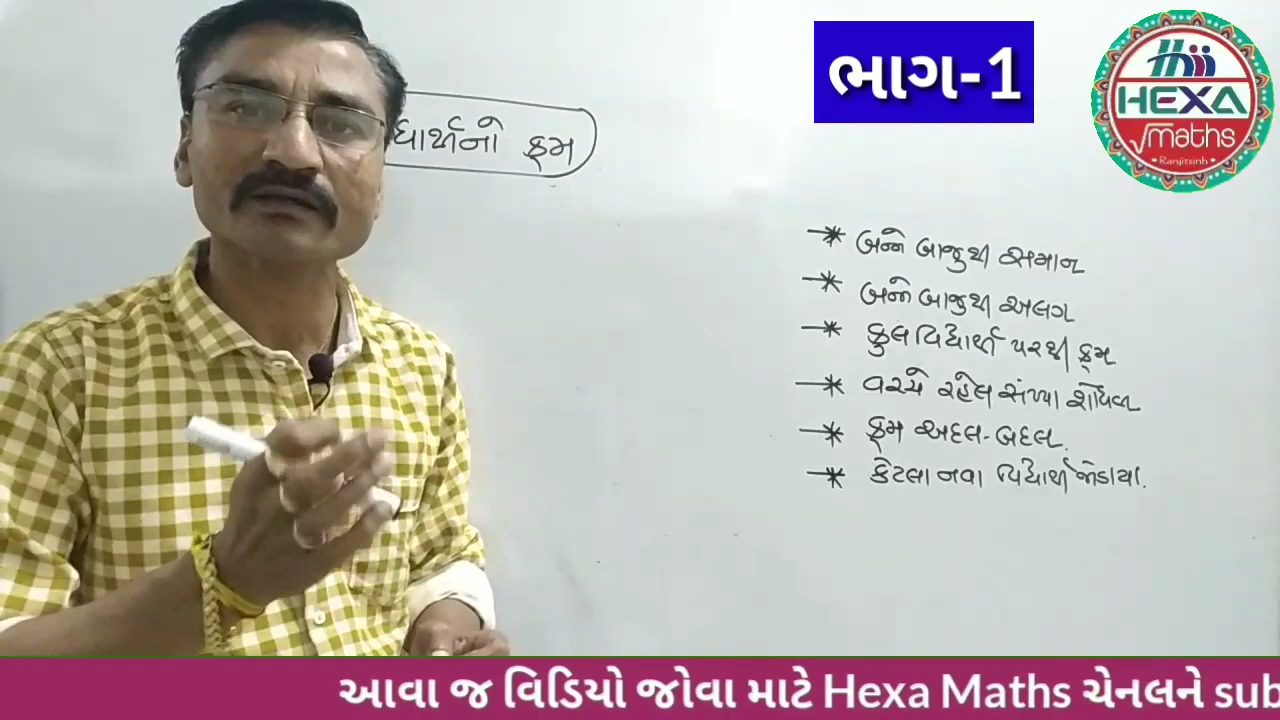 ભાગ-1
HEXA
maths
Ranjitsinh
ક્રમ
બન્ને બાજુથી સમાન
બન્ને બાજુથી અલગ
કુલ વિદ્યાર્થી પરથી ક્રમ
વચ્ચે રહેલ સંખ્યા શોધવી
ક્રમ અદલ-બદલ.
કેટલા નવા વિદ્યાર્થી જોડાયા.
આવા જ વિડિયો જોવા માટે Hexa Maths ચેનલને sub